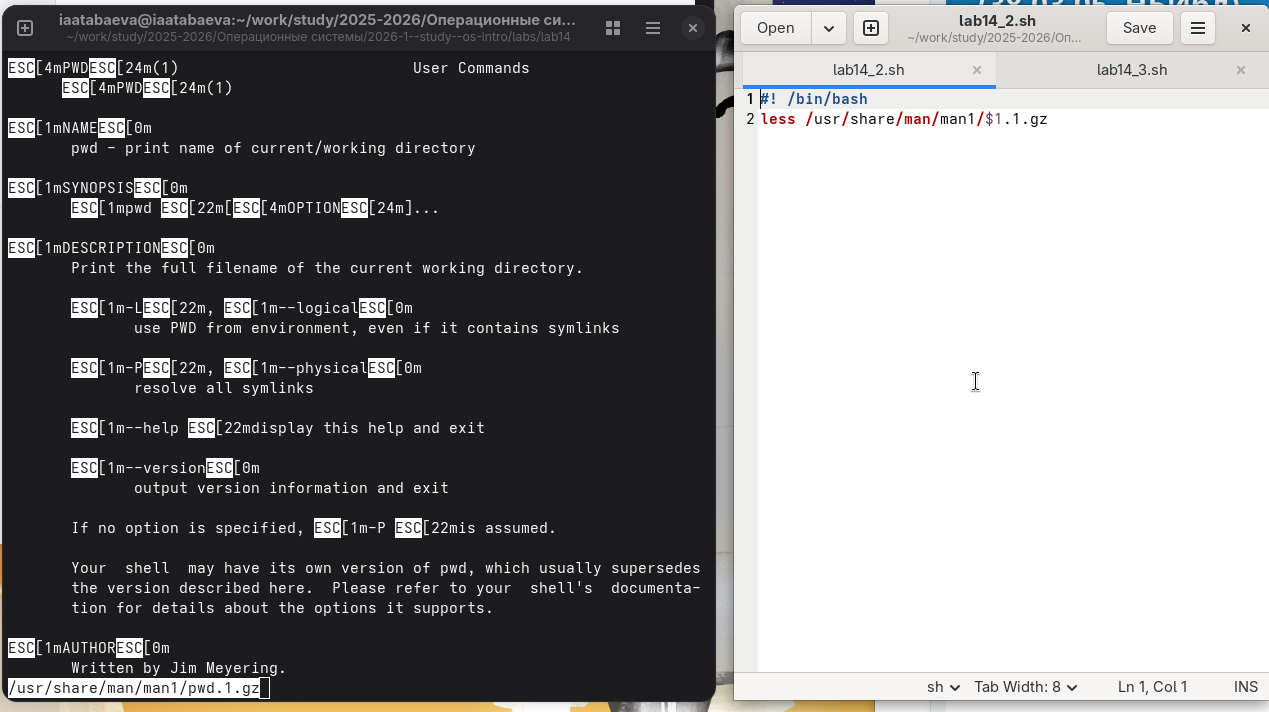 iaatabaeva@iaatabaeva:~/work/study/2025-2026/Операционные си...
~/work/study/2025-2026/Операционные системы/2026-1--study--os-intro/labs/lab14
ESC[4mPWDESC[24m(1) User Commands
ESC[4mPWDESC[24m(1)
ESC[1mNAMEESC[0m
pwd - print name of current/working directory
ESC[1mSYNOPSISESC[0m
ESC[1mpwd ESC[22m[ESC[4mOPTIONESC[24m]...
ESC[1mDESCRIPTIONESC[0m
Print the full filename of the current working directory.
ESC[1m-LESC[22m, ESC[1m--logicalESC[0m
use PWD from environment, even if it contains symlinks
ESC[1m-PESC[22m, ESC[1m--physicalESC[0m
resolve all symlinks
ESC[1m--help ESC[22mdisplay this help and exit
ESC[1m--versionESC[0m
output version information and exit
If no option is specified, ESC[1m-P ESC[22mis assumed.
Your  shell  may have its own version of pwd, which usually supersedes
the version described here.  Please refer to your  shell's  documenta-
tion for details about the options it supports.
ESC[1mAUTHORESC[0m
Written by Jim Meyering.
/usr/share/man/man1/pwd.1.gz
Open
lab14_2.sh
~/work/study/2025-2026/Оп...
Save
lab14_2.sh
lab14_3.sh
1 #! /bin/bash
2 less /usr/share/man/man1/$1.1.gz
sh Tab Width: 8 Ln 1, Col 1 INS